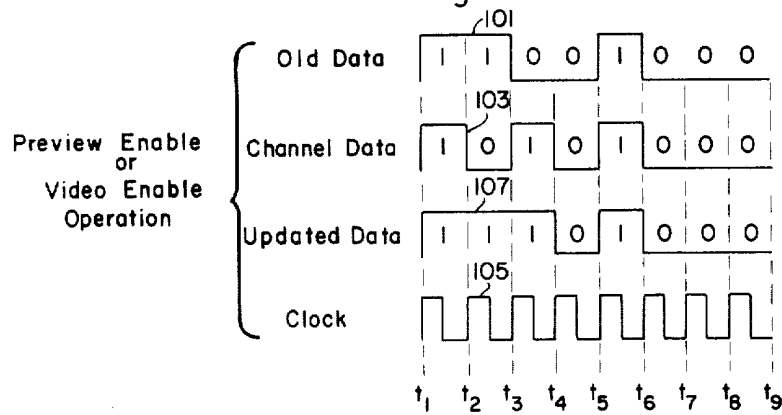 101
Old Data 1 1 0 0 1 0 0 0
103
Channel Data 1 0 1 0 1 0 0 0
Preview Enable
or
Video Enable
Operation
107
Updated Data 1 1 1 0 1 0 0 0
105
Clock
t1 t2 t3 t4 t5 t6 t7 t8 t9